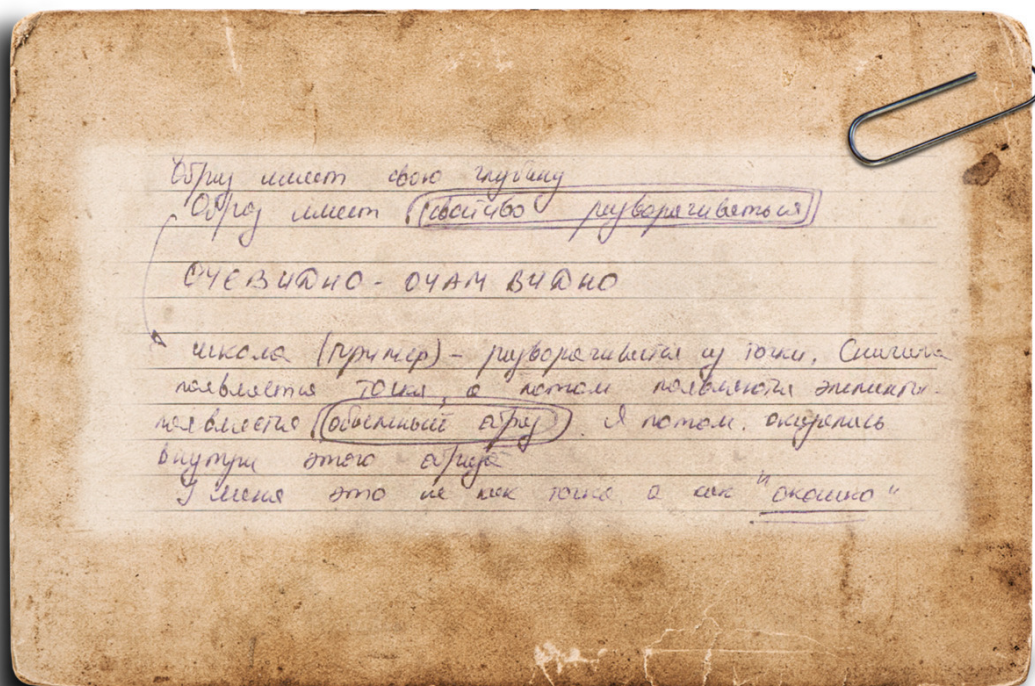 Образ имеет свою глубину
Образ имеет свойство разворачиваться
ОЧЕВИДНО - ОЧАМ ВИДНО
школа (пример) - разворачивается из точки. Сначала
появляется точка, а потом появляются элементы -
появляется объемный образ. Я потом. оказалась
внутри этого образа
У меня это не как точка а как "окошко"